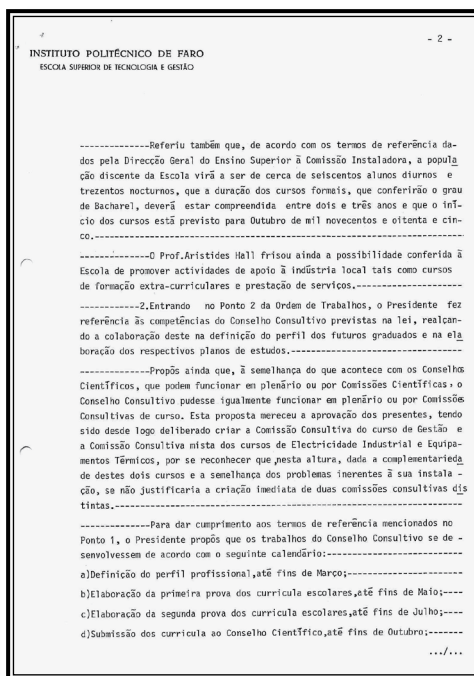 - 2 -
INSTITUTO POLITÉCNICO DE FARO
ESCOLA SUPERIOR DE TECNOLOGIA E GESTÃO
--------------Referiu também que, de acordo com os termos de referência da-
dos pela Direcção Geral do Ensino Superior à Comissão Instaladora, a popula
ção discente da Escola virá a ser de cerca de seiscentos alunos diurnos e
trezentos nocturnos, que a duração dos cursos formais, que conferirão o grau
de Bacharel, deverá estar compreendida entre dois e três anos e que o iní-
cio dos cursos está previsto para Outubro de mil novecentos e oitenta e cin-
co.-----------------------------------------------------------------
--------------O Prof.Aristides Hall frisou ainda a possibilidade conferida à
Escola de promover actividades de apoio à indústria local tais como cursos
de formação extra-curriculares e prestação de serviços.-----------------
------------2.Entrando no Ponto 2 da Ordem de Trabalhos, o Presidente fez
referência às competências do Conselho Consultivo previstas na lei, realçan-
do a colaboração deste na definição do perfil dos futuros graduados e na ela
boração dos respectivos planos de estudos.----------------------------
--------------Propôs ainda que, à semelhança do que acontece com os Conselhos
Científicos, que podem funcionar em plenário ou por Comissões Científicas, o
Conselho Consultivo pudesse igualmente funcionar em plenário ou por Comissões
Consultivas de curso. Esta proposta mereceu a aprovação dos presentes, tendo
sido desde logo deliberado criar a Comissão Consultiva do curso de Gestão e
a Comissão Consultiva mista dos cursos de Electricidade Industrial e Equipa-
mentos Térmicos, por se reconhecer que,nesta altura, dada a complementarieda
de destes dois cursos e a semelhança dos problemas inerentes à sua instala -
ção, se não justificaria a criação imediata de duas comissões consultivas dis
tintas.--------------------------------------------------------------
--------------Para dar cumprimento aos termos de referência mencionados no
Ponto 1, o Presidente propôs que os trabalhos do Conselho Consultivo se de -
senvolvessem de acordo com o seguinte calendário:-----------------------
a)Definição do perfil profissional,até fins de Março;-------------------
b)Elaboração da primeira prova dos curricula escolares,até fins de Maio;----
c)Elaboração da segunda prova dos curricula escolares,até fins de Julho;----
d)Submissão dos curricula ao Conselho Científico,até fins de Outubro;-------
.../...